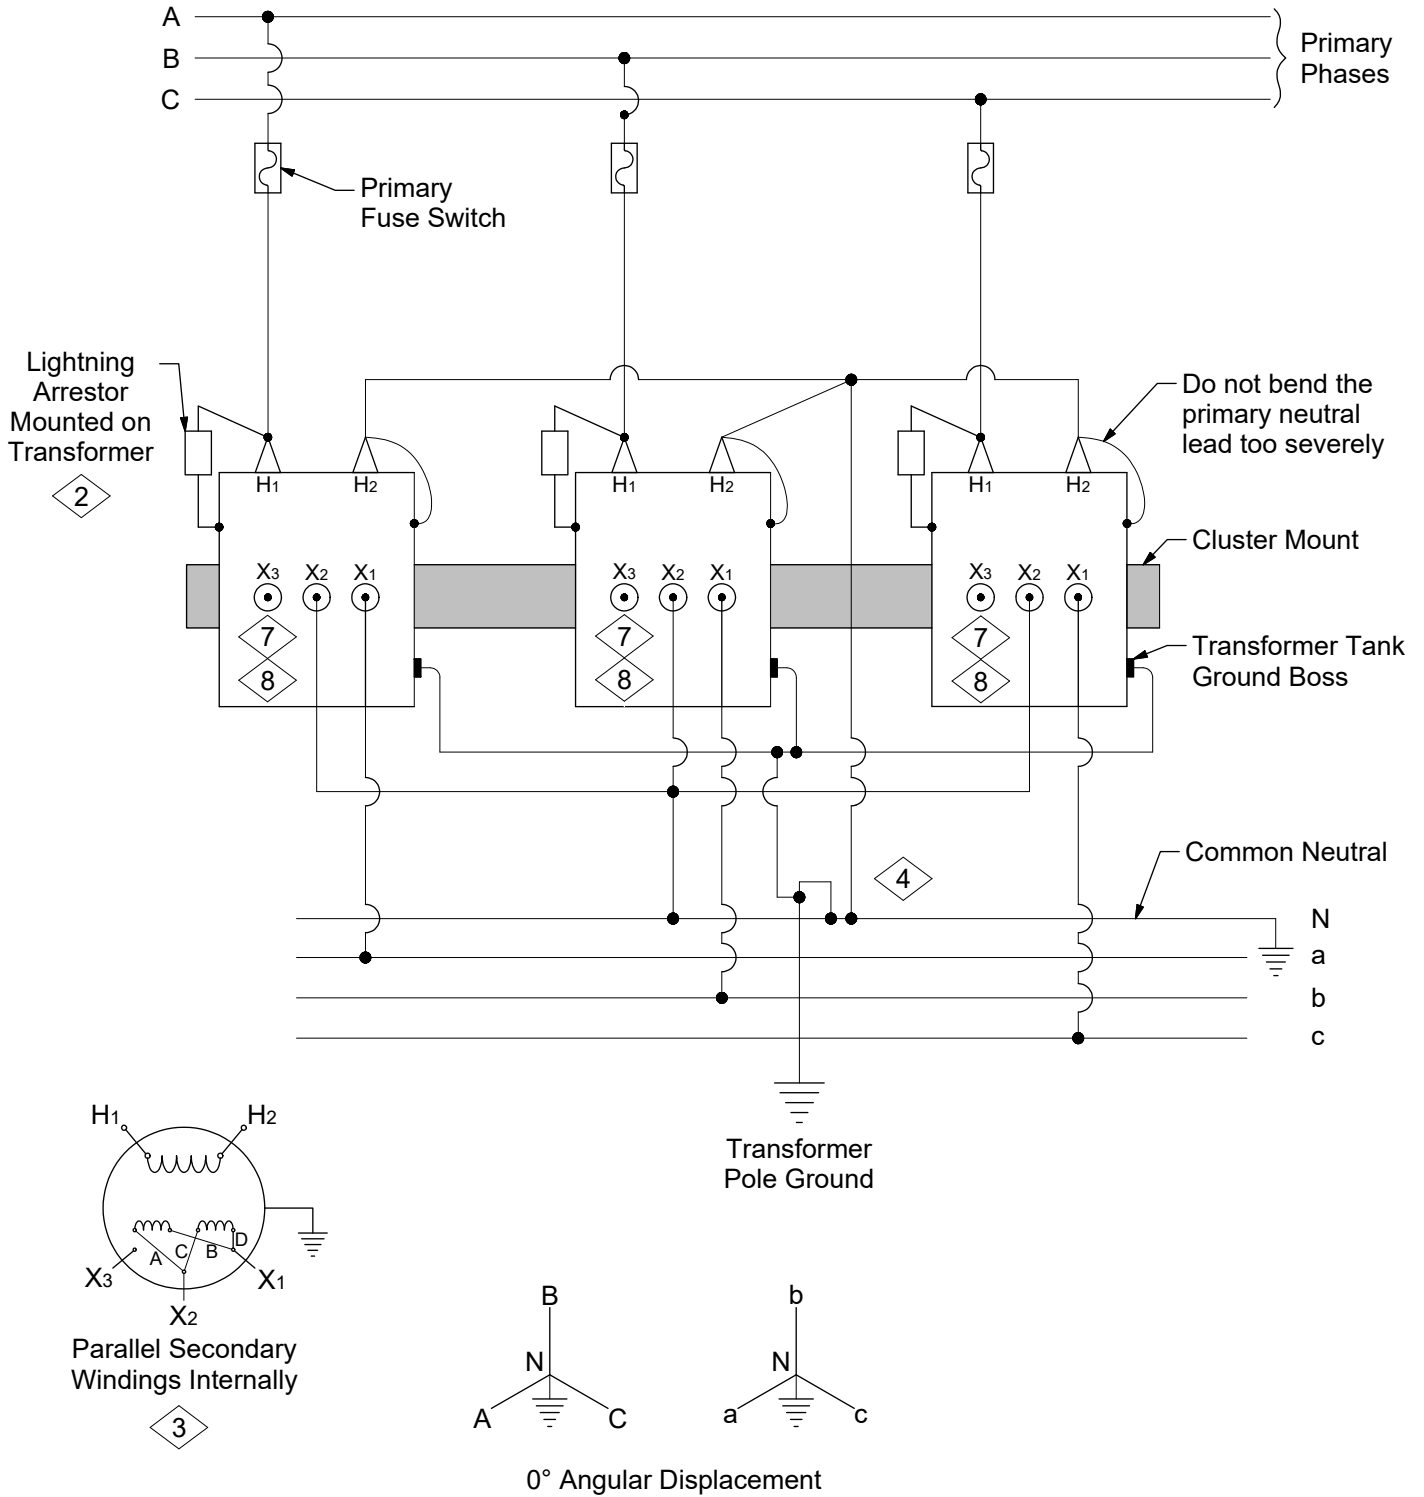 A
B
C
Primary
Phases
Primary
Fuse Switch
Lightning
Arrestor
Mounted on
Transformer
2
Do not bend the
primary neutral
lead too severely
H1 H2 H1 H2 H1 H2
Cluster Mount
X3 X2 X1 X3 X2 X1 X3 X2 X1
7 7 7
8 8 8
Transformer Tank
Ground Boss
4
Common Neutral
N
a
b
c
Transformer
Pole Ground
H1 H2
A C B D
X3 X1
X2
Parallel Secondary
Windings Internally
3
B
N
A C
b
N
a c
0° Angular Displacement